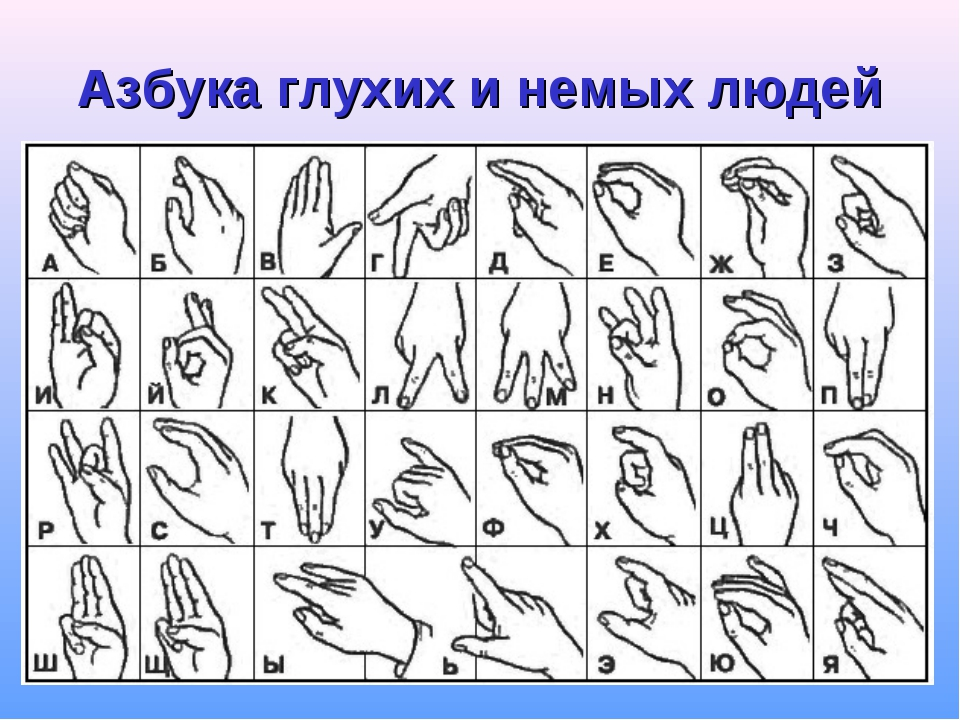 Азбука глухих и немых людей
А Б В Г Д Е Ж З
И Й К Л М Н О П
Р С Т У Ф Х Ц Ч
Ш Щ Ы Ь Э Ю Я